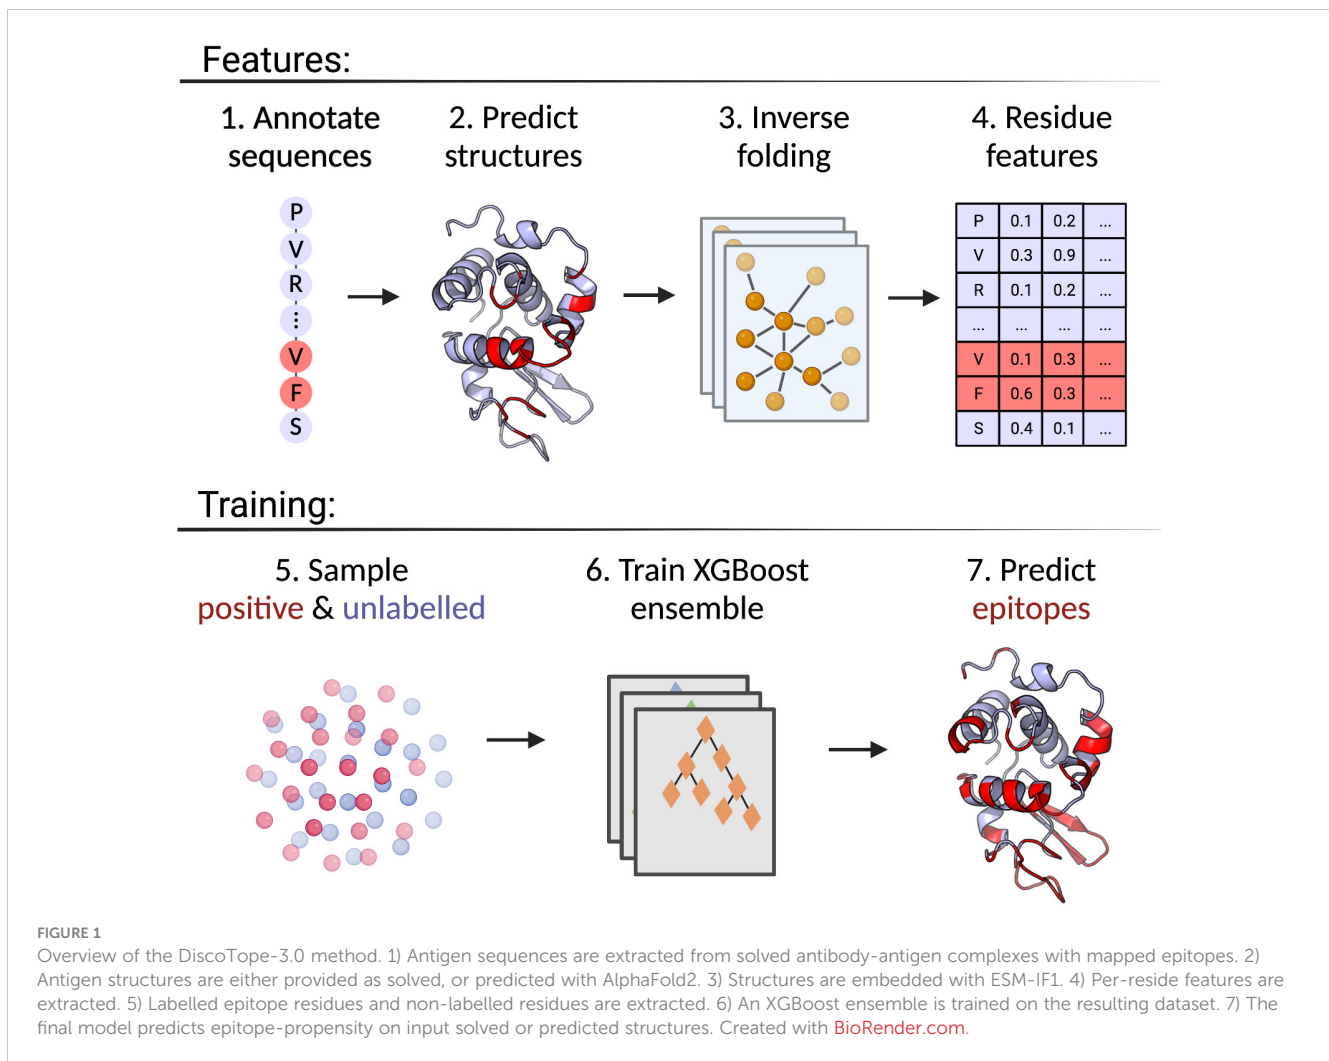 Features:
1. Annotate sequences
2. Predict structures
3. Inverse folding
4. Residue features
P
V
R
⋮
V
F
S
P 0.1 0.2 ...
V 0.3 0.9 ...
R 0.1 0.2 ...
... ... ... ...
V 0.1 0.3 ...
F 0.6 0.3 ...
S 0.4 0.1 ...
Training:
5. Sample
positive & unlabelled
6. Train XGBoost
ensemble
7. Predict
epitopes
FIGURE 1
Overview of the DiscoTope-3.0 method. 1) Antigen sequences are extracted from solved antibody-antigen complexes with mapped epitopes. 2)
Antigen structures are either provided as solved, or predicted with AlphaFold2. 3) Structures are embedded with ESM-IF1. 4) Per-reside features are
extracted. 5) Labelled epitope residues and non-labelled residues are extracted. 6) An XGBoost ensemble is trained on the resulting dataset. 7) The
final model predicts epitope-propensity on input solved or predicted structures. Created with BioRender.com.